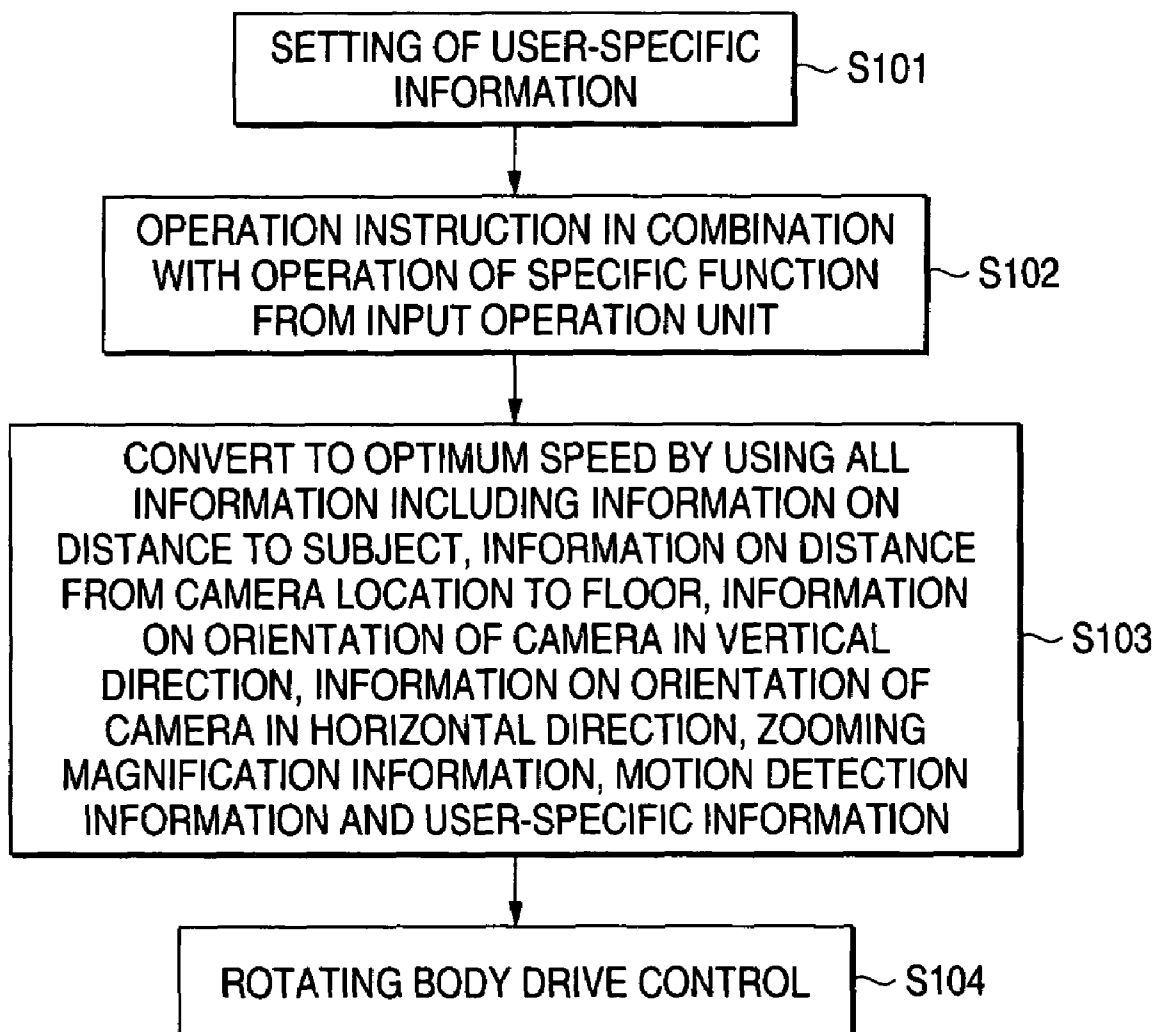 SETTING OF USER-SPECIFIC
INFORMATION
S101
OPERATION INSTRUCTION IN COMBINATION
WITH OPERATION OF SPECIFIC FUNCTION
FROM INPUT OPERATION UNIT
S102
CONVERT TO OPTIMUM SPEED BY USING ALL
INFORMATION INCLUDING INFORMATION ON
DISTANCE TO SUBJECT, INFORMATION ON DISTANCE
FROM CAMERA LOCATION TO FLOOR, INFORMATION
ON ORIENTATION OF CAMERA IN VERTICAL
DIRECTION, INFORMATION ON ORIENTATION OF
CAMERA IN HORIZONTAL DIRECTION, ZOOMING
MAGNIFICATION INFORMATION, MOTION DETECTION
INFORMATION AND USER-SPECIFIC INFORMATION
S103
ROTATING BODY DRIVE CONTROL
S104